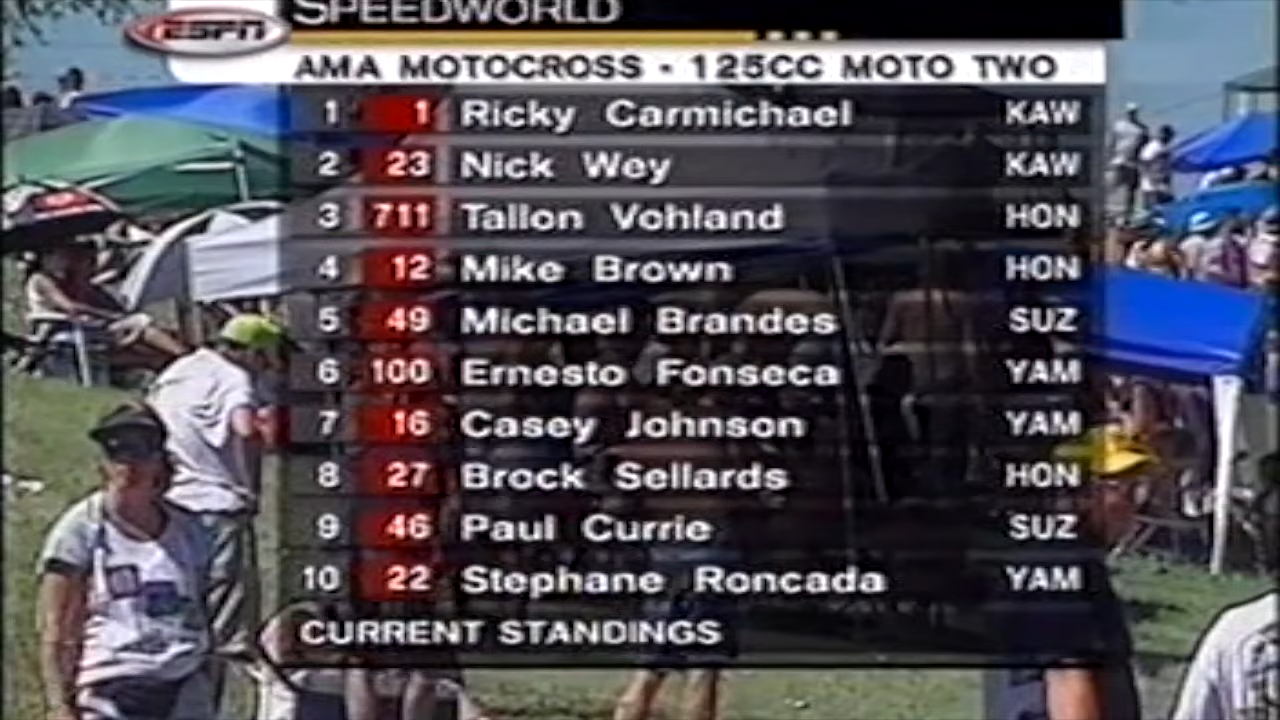 SPEEDWORLD
ESPN
AMA MOTOCROSS - 125CC MOTO TWO
1 1 Ricky Carmichael KAW
2 23 Nick Wey KAW
3 711 Tallon Vohland HON
4 12 Mike Brown HON
5 49 Michael Brandes SUZ
6 100 Ernesto Fonseca YAM
7 16 Casey Johnson YAM
8 27 Brock Sellards HON
9 46 Paul Currie SUZ
10 22 Stephane Roncada YAM
CURRENT STANDINGS